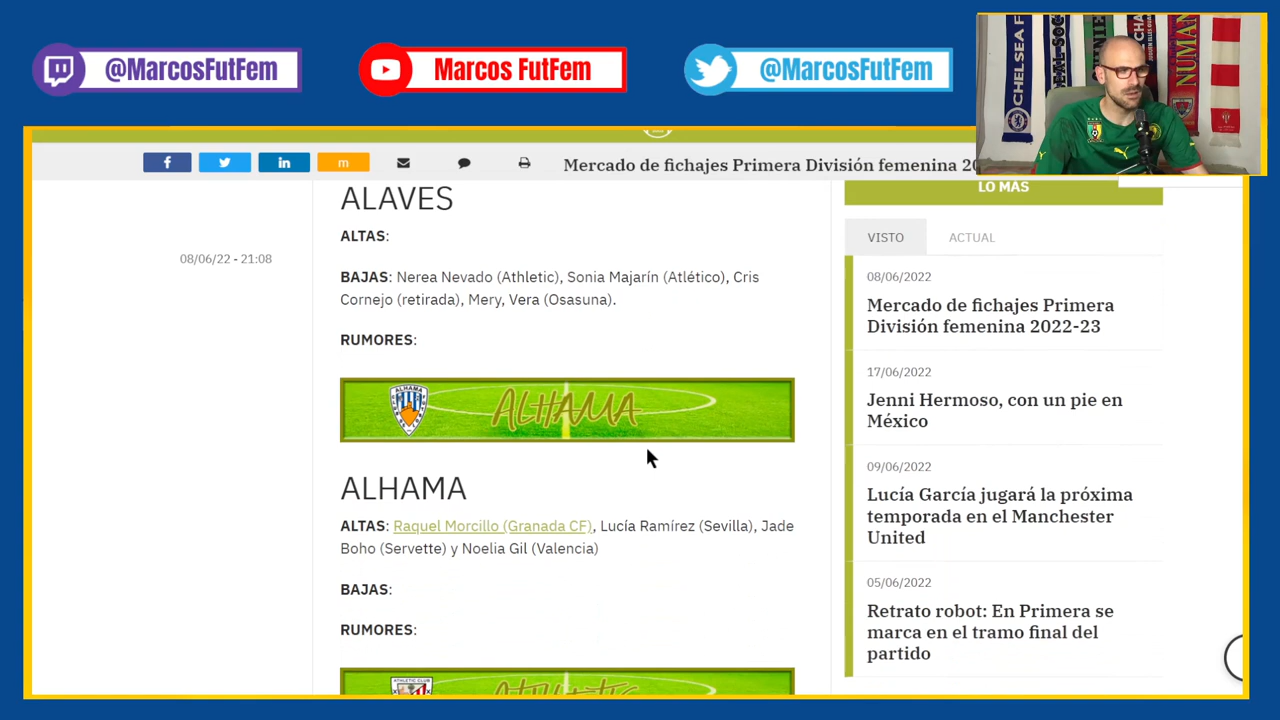 @MarcosFutFem
Marcos FutFem
@MarcosFutFem
CHELSEA F
NUMAN
Mercado de fichajes Primera División femenina 20
ALAVES
ALTAS:
08/06/22 - 21:08
BAJAS: Nerea Nevado (Athletic), Sonia Majarín (Atlético), Cris
Cornejo (retirada), Mery, Vera (Osasuna).
RUMORES:
ALHAMA
ALHAMA
ALHAMA
ALTAS: Raquel Morcillo (Granada CF), Lucía Ramírez (Sevilla), Jade
Boho (Servette) y Noelia Gil (Valencia)
BAJAS:
RUMORES:
LO MÁS
VISTO
ACTUAL
08/06/2022
Mercado de fichajes Primera
División femenina 2022-23
17/06/2022
Jenni Hermoso, con un pie en
México
09/06/2022
Lucía García jugará la próxima
temporada en el Manchester
United
05/06/2022
Retrato robot: En Primera se
marca en el tramo final del
partido